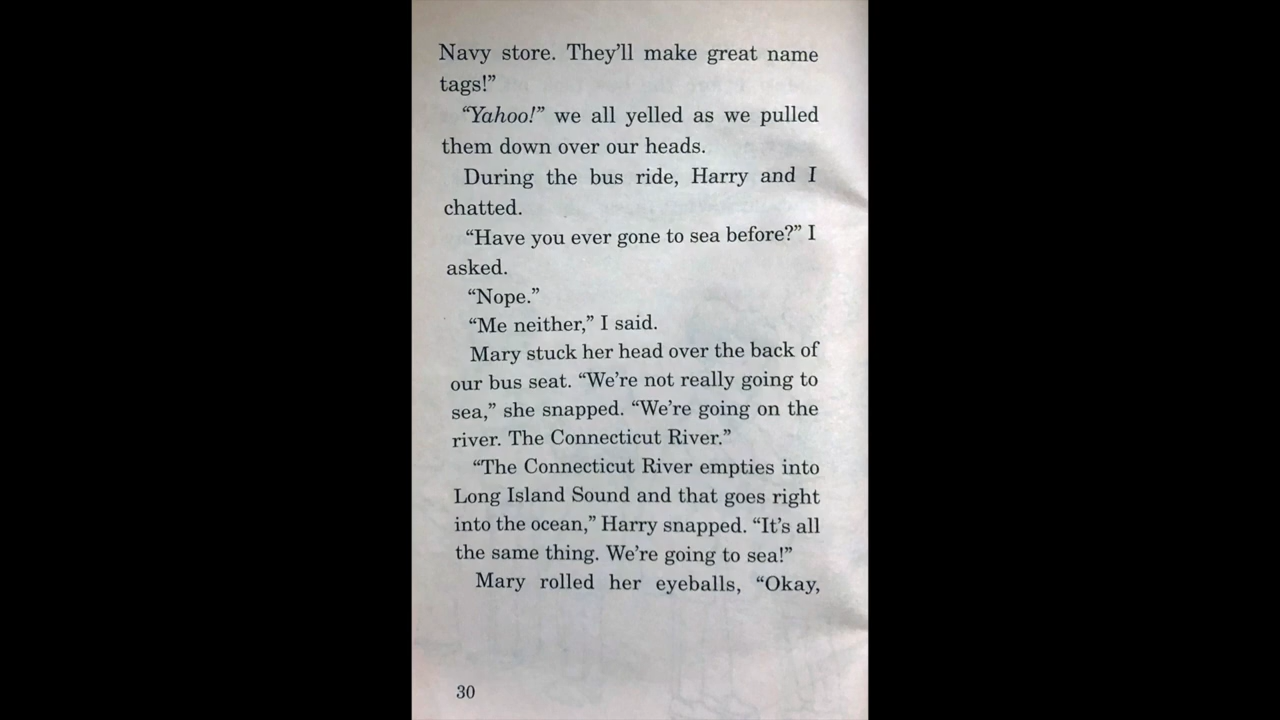 Navy store. They’ll make great name
tags!”
“Yahoo!” we all yelled as we pulled
them down over our heads.
During the bus ride, Harry and I
chatted.
“Have you ever gone to sea before?” I
asked.
“Nope.”
“Me neither,” I said.
Mary stuck her head over the back of
our bus seat. “We’re not really going to
sea,” she snapped. “We’re going on the
river. The Connecticut River.”
“The Connecticut River empties into
Long Island Sound and that goes right
into the ocean,” Harry snapped. “It’s all
the same thing. We’re going to sea!”
Mary rolled her eyeballs, “Okay,
30